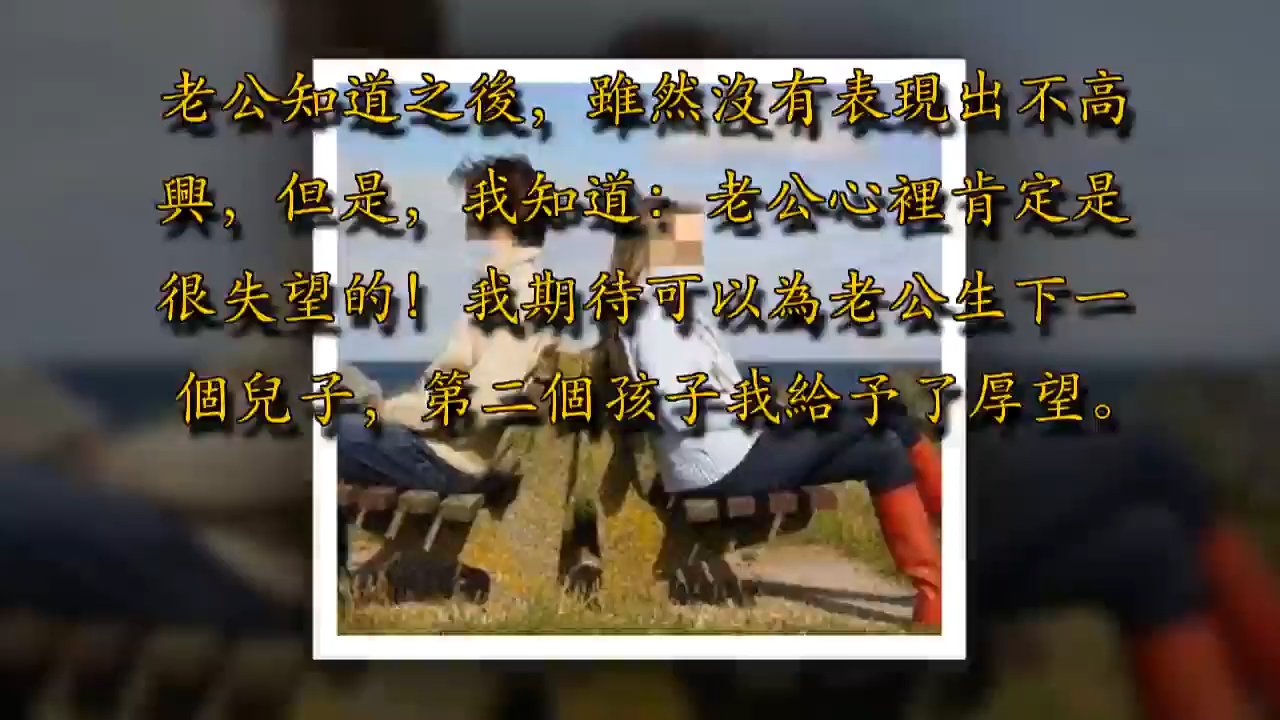 老公知道之後，雖然沒有表現出不高
興，但是，我知道：老公心裡肯定是
很失望的！我期待可以為老公生下一
個兒子，第二個孩子我給予了厚望。